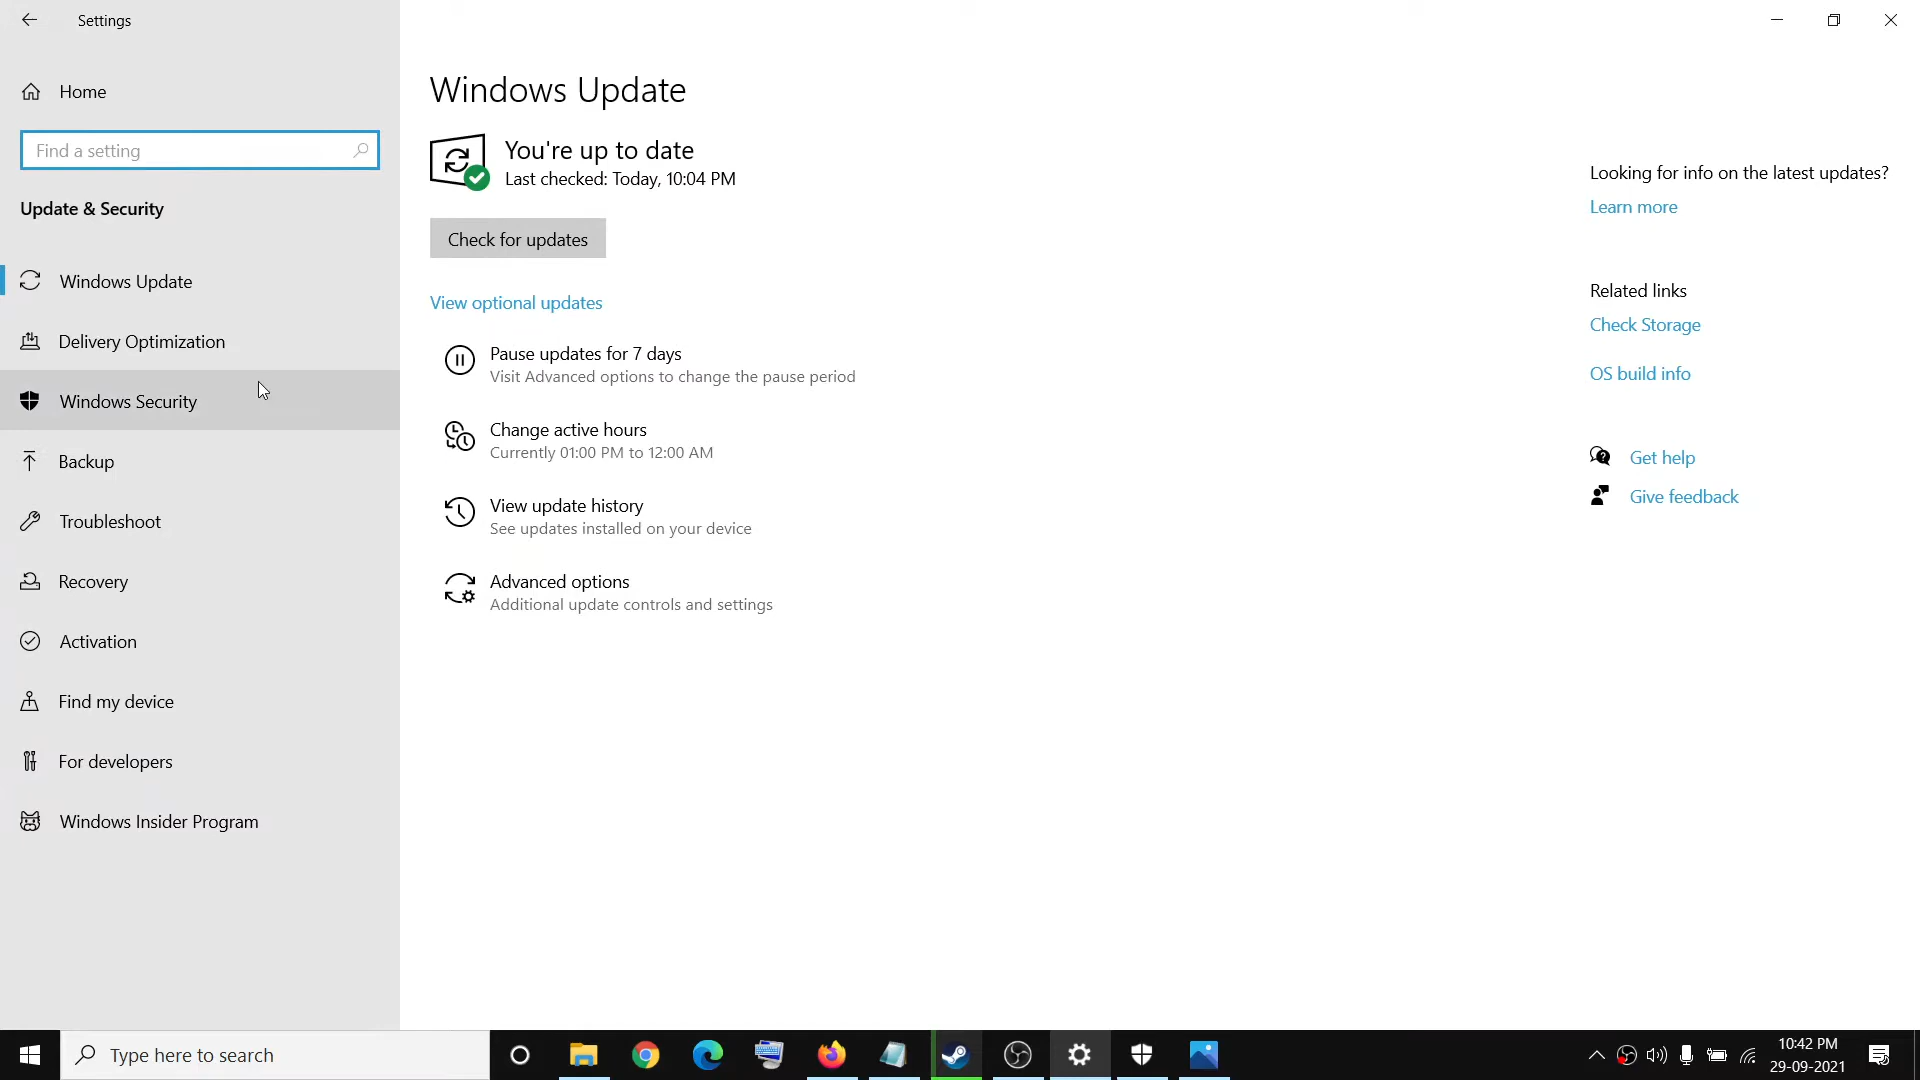 Settings
Home
Find a setting
Update & Security
Windows Update
Delivery Optimization
Windows Security
Backup
Troubleshoot
Recovery
Activation
Find my device
For developers
Windows Insider Program
Windows Update
You're up to date
Last checked: Today, 10:04 PM
Check for updates
View optional updates
Pause updates for 7 days
Visit Advanced options to change the pause period
Change active hours
Currently 01:00 PM to 12:00 AM
View update history
See updates installed on your device
Advanced options
Additional update controls and settings
Looking for info on the latest updates?
Learn more
Related links
Check Storage
OS build info
Get help
Give feedback
Type here to search
10:42 PM
29-09-2021